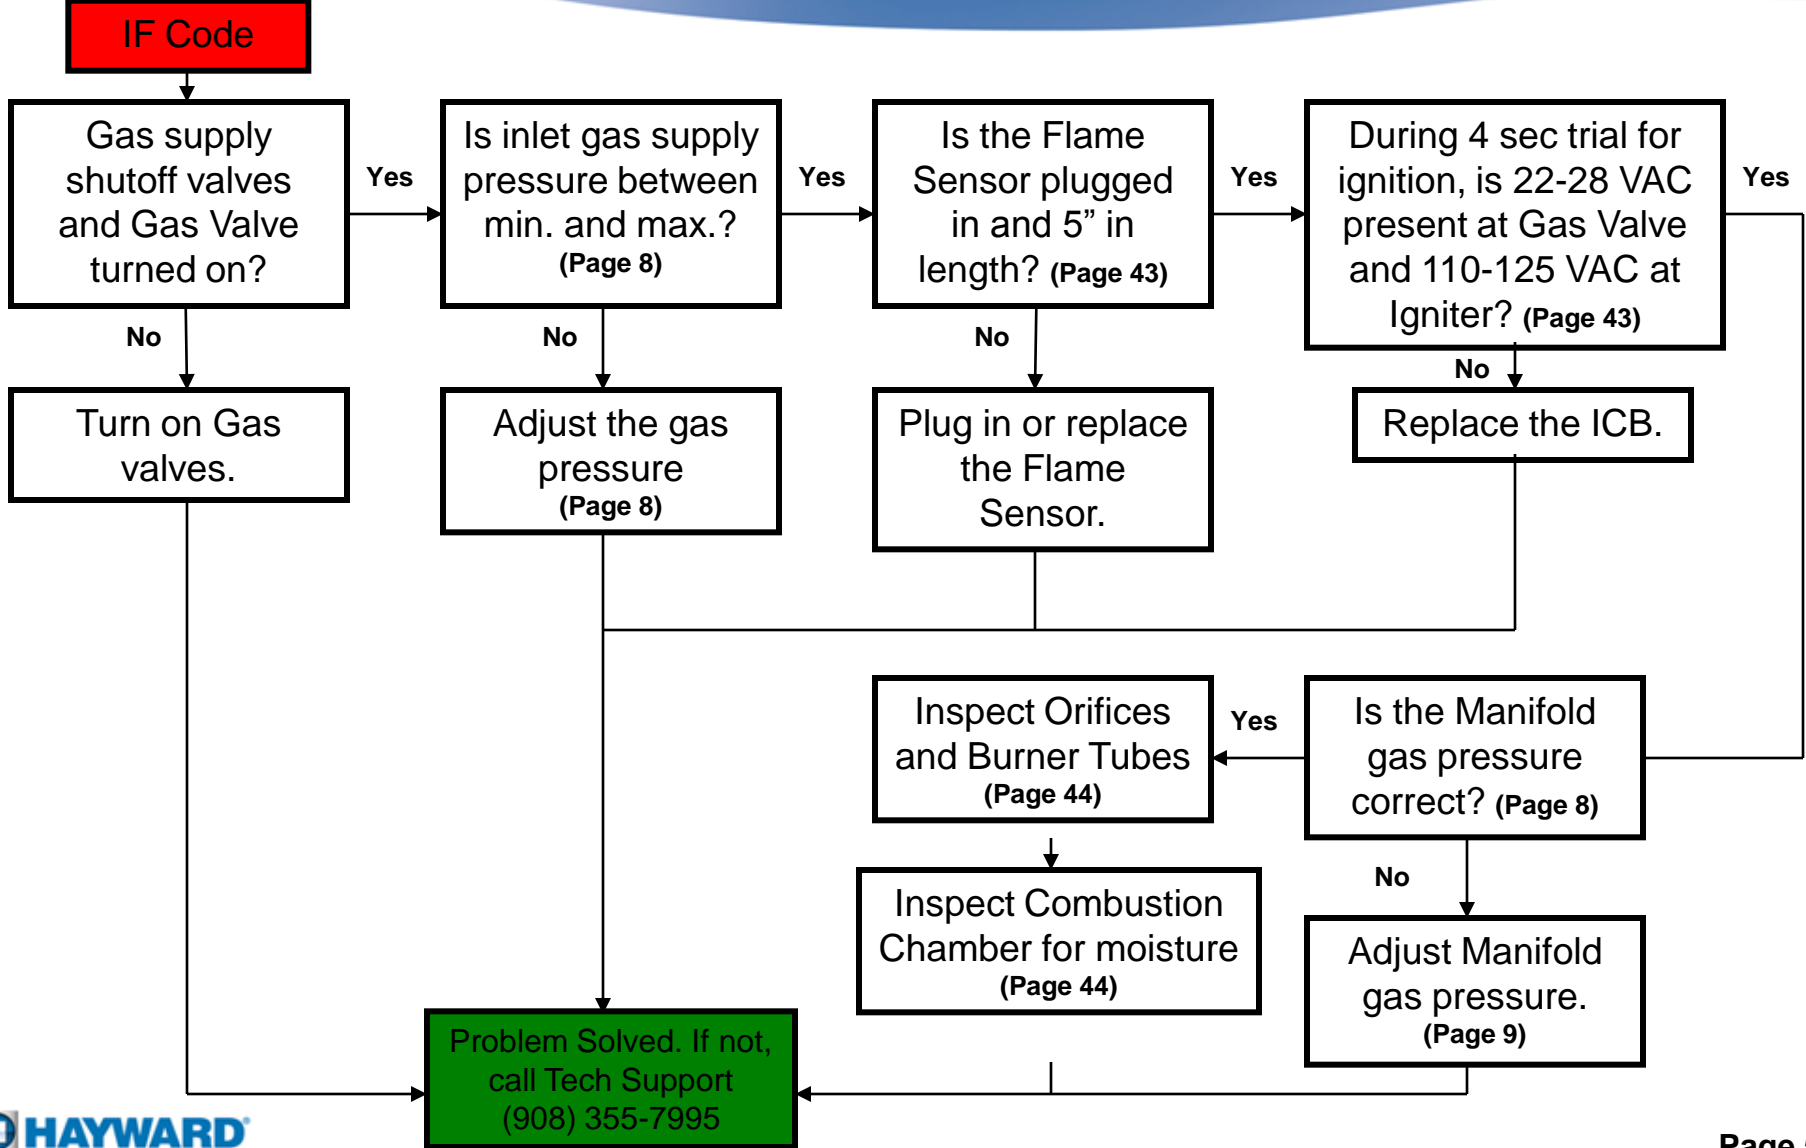 IF Code
Gas supply
shutoff valves
and Gas Valve
turned on?
Yes
Is inlet gas supply
pressure between
min. and max.?
(Page 8)
Yes
Is the Flame
Sensor plugged
in and 5” in
length? (Page 43)
Yes
During 4 sec trial for
ignition, is 22-28 VAC
present at Gas Valve
and 110-125 VAC at
Igniter? (Page 43)
Yes
No
No
No
No
Turn on Gas
valves.
Adjust the gas
pressure
(Page 8)
Plug in or replace
the Flame
Sensor.
Replace the ICB.
Inspect Orifices
and Burner Tubes
(Page 44)
Yes
Is the Manifold
gas pressure
correct? (Page 8)
No
Inspect Combustion
Chamber for moisture
(Page 44)
Adjust Manifold
gas pressure.
(Page 9)
Problem Solved. If not,
call Tech Support
(908) 355-7995
HAYWARD®
Page